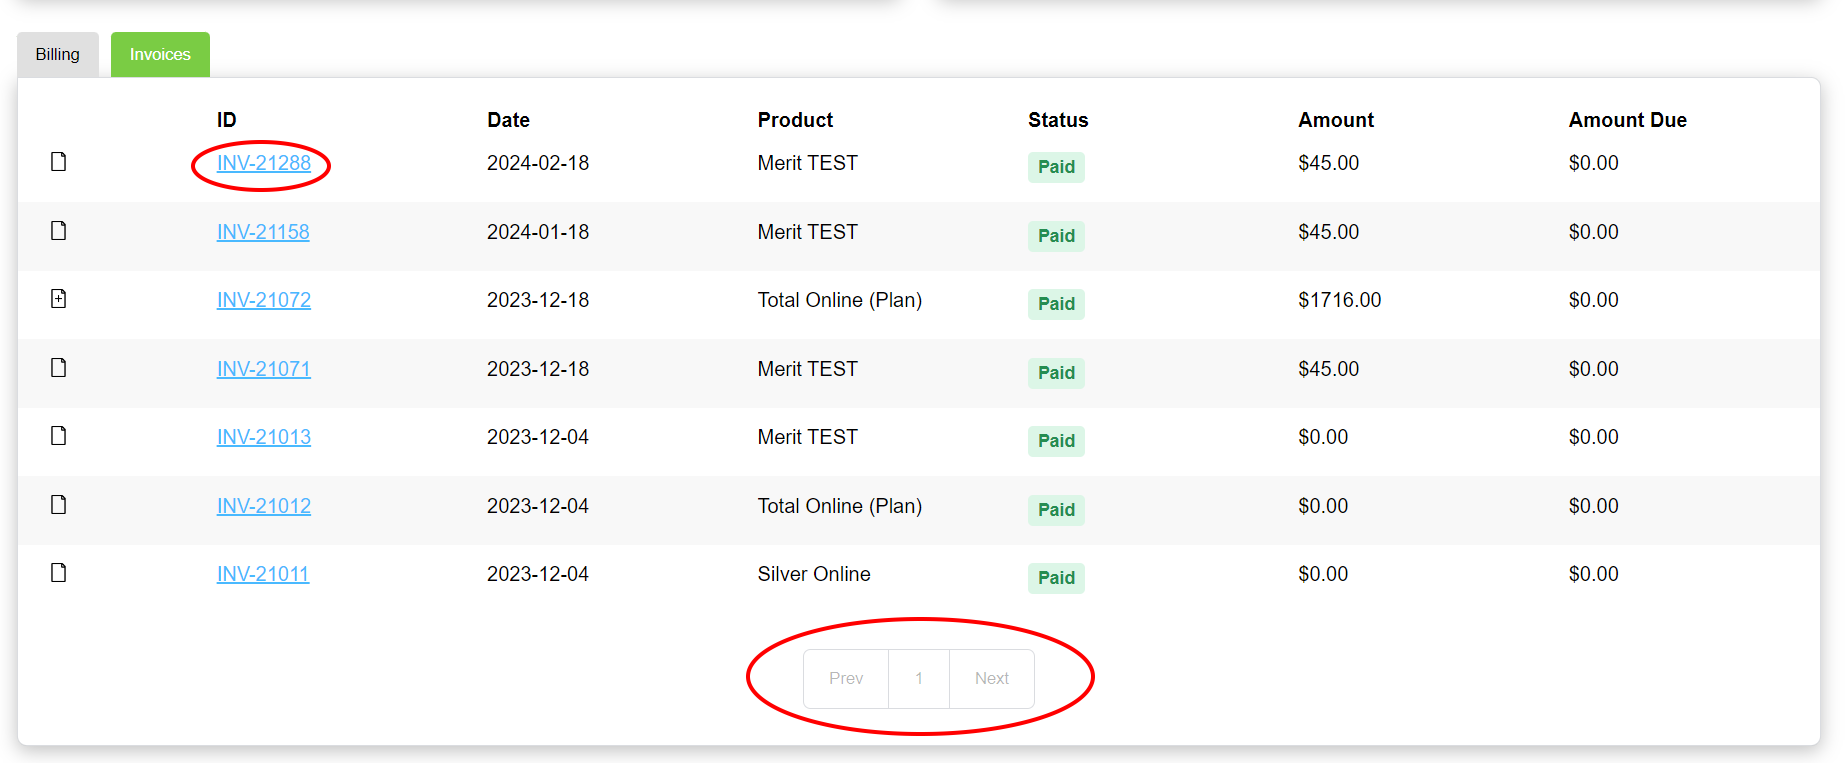 Billing Invoices
ID Date Product Status Amount Amount Due
INV-21288 2024-02-18 Merit TEST Paid $45.00 $0.00
INV-21158 2024-01-18 Merit TEST Paid $45.00 $0.00
INV-21072 2023-12-18 Total Online (Plan) Paid $1716.00 $0.00
INV-21071 2023-12-18 Merit TEST Paid $45.00 $0.00
INV-21013 2023-12-04 Merit TEST Paid $0.00 $0.00
INV-21012 2023-12-04 Total Online (Plan) Paid $0.00 $0.00
INV-21011 2023-12-04 Silver Online Paid $0.00 $0.00
Prev 1 Next